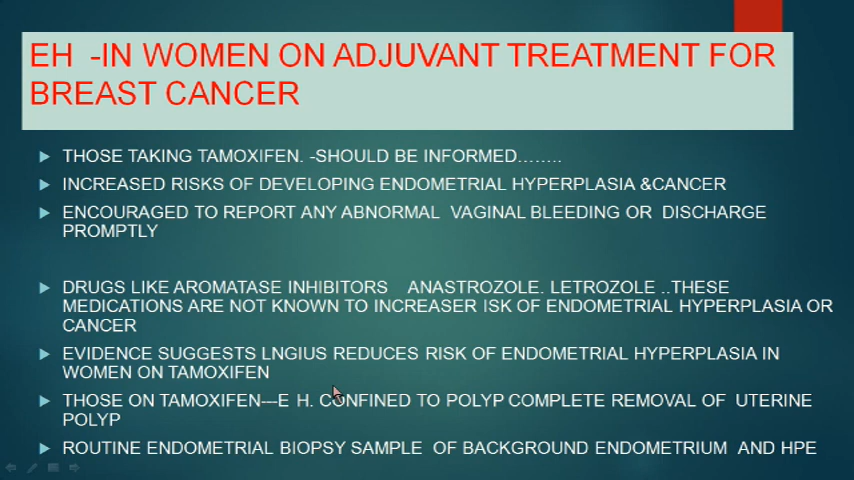 EH -IN WOMEN ON ADJUVANT TREATMENT FOR
BREAST CANCER
THOSE TAKING TAMOXIFEN. -SHOULD BE INFORMED........
INCREASED RISKS OF DEVELOPING ENDOMETRIAL HYPERPLASIA &CANCER
ENCOURAGED TO REPORT ANY ABNORMAL VAGINAL BLEEDING OR DISCHARGE
PROMPTLY
DRUGS LIKE AROMATASE INHIBITORS ANASTROZOLE. LETROZOLE ..THESE
MEDICATIONS ARE NOT KNOWN TO INCREASER ISK OF ENDOMETRIAL HYPERPLASIA OR
CANCER
EVIDENCE SUGGESTS LNGIUS REDUCES RISK OF ENDOMETRIAL HYPERPLASIA IN
WOMEN ON TAMOXIFEN
THOSE ON TAMOXIFEN---E H. CONFINED TO POLYP COMPLETE REMOVAL OF UTERINE
POLYP
ROUTINE ENDOMETRIAL BIOPSY SAMPLE OF BACKGROUND ENDOMETRIUM AND HPE